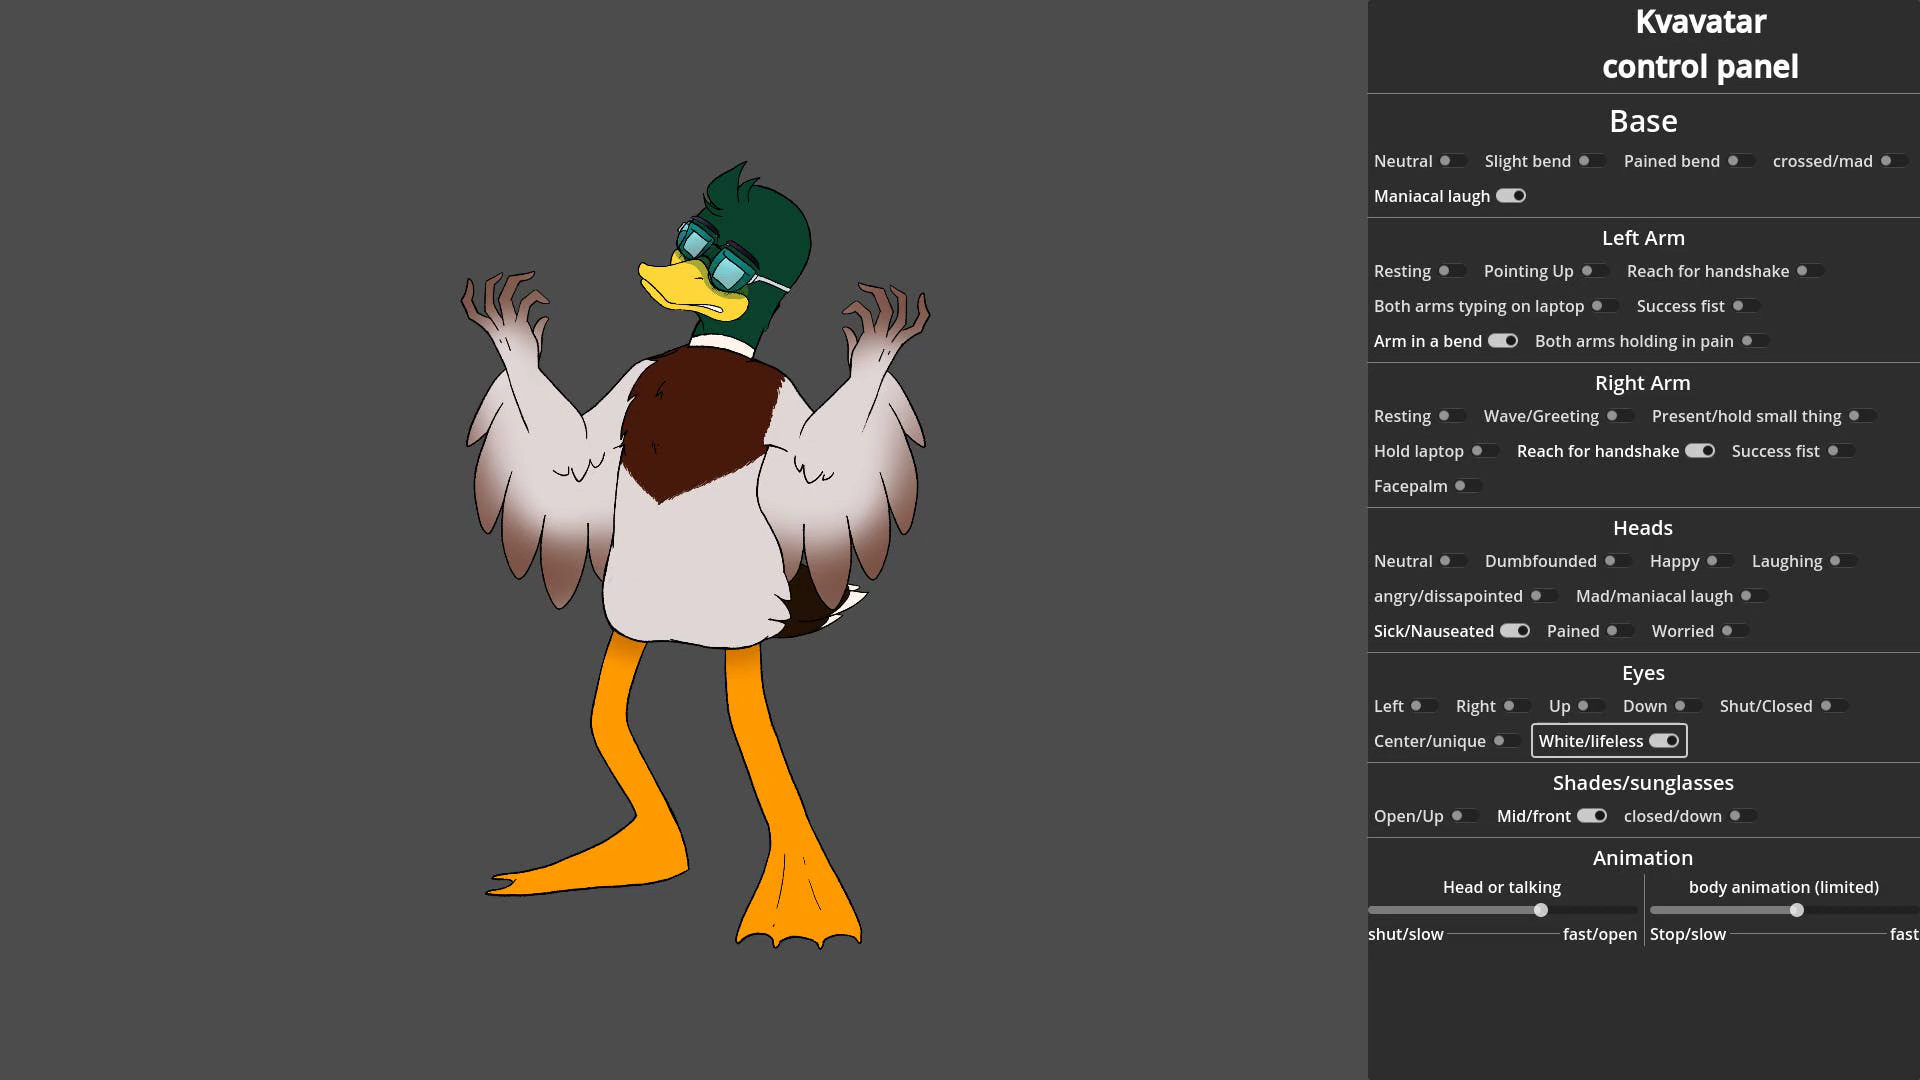 Kvavatar
control panel
Base
Neutral Slight bend Pained bend crossed/mad
Maniacal laugh
Left Arm
Resting Pointing Up Reach for handshake
Both arms typing on laptop Success fist
Arm in a bend Both arms holding in pain
Right Arm
Resting Wave/Greeting Present/hold small thing
Hold laptop Reach for handshake Success fist
Facepalm
Heads
Neutral Dumbfounded Happy Laughing
angry/dissapointed Mad/maniacal laugh
Sick/Nauseated Pained Worried
Eyes
Left Right Up Down Shut/Closed
Center/unique White/lifeless
Shades/sunglasses
Open/Up Mid/front closed/down
Animation
Head or talking body animation (limited)
shut/slow fast/open Stop/slow fast